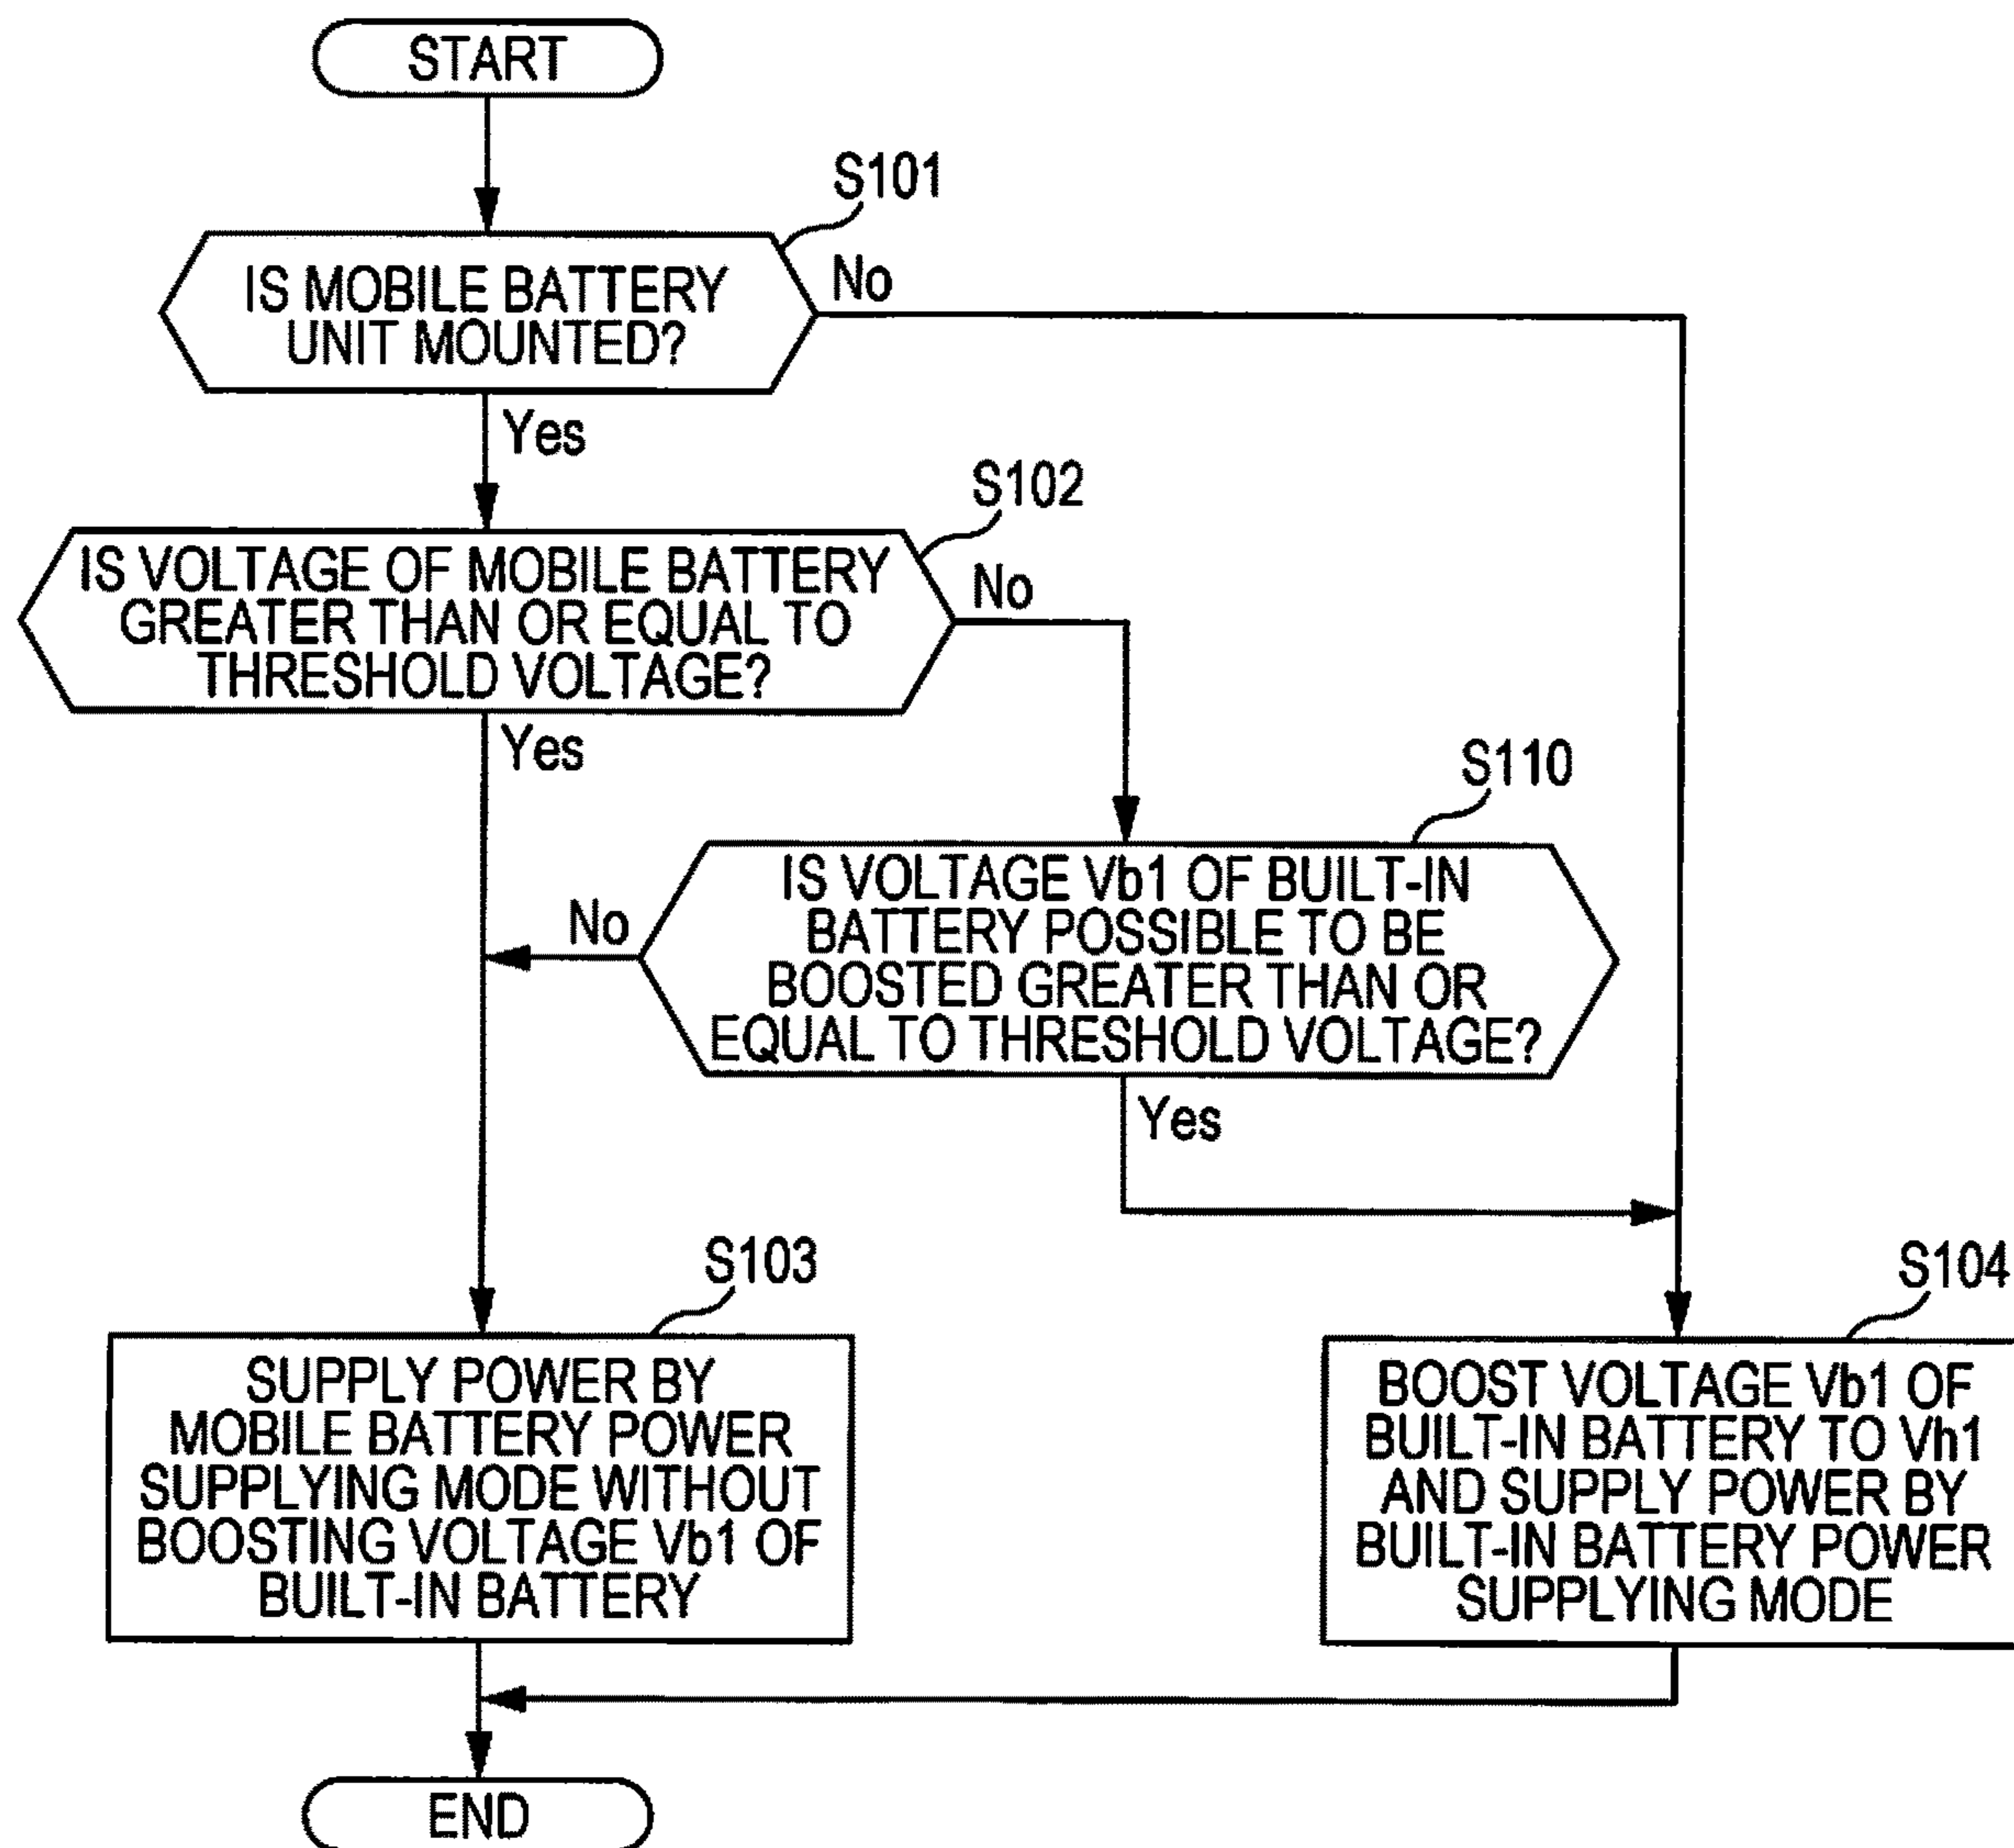 START
S101
IS MOBILE BATTERY
UNIT MOUNTED?
No
Yes
S102
IS VOLTAGE OF MOBILE BATTERY
GREATER THAN OR EQUAL TO
THRESHOLD VOLTAGE?
No
Yes
S110
IS VOLTAGE Vb1 OF BUILT-IN
BATTERY POSSIBLE TO BE
BOOSTED GREATER THAN OR
EQUAL TO THRESHOLD VOLTAGE?
No
Yes
S103
SUPPLY POWER BY
MOBILE BATTERY POWER
SUPPLYING MODE WITHOUT
BOOSTING VOLTAGE Vb1 OF
BUILT-IN BATTERY
S104
BOOST VOLTAGE Vb1 OF
BUILT-IN BATTERY TO Vh1
AND SUPPLY POWER BY
BUILT-IN BATTERY POWER
SUPPLYING MODE
END